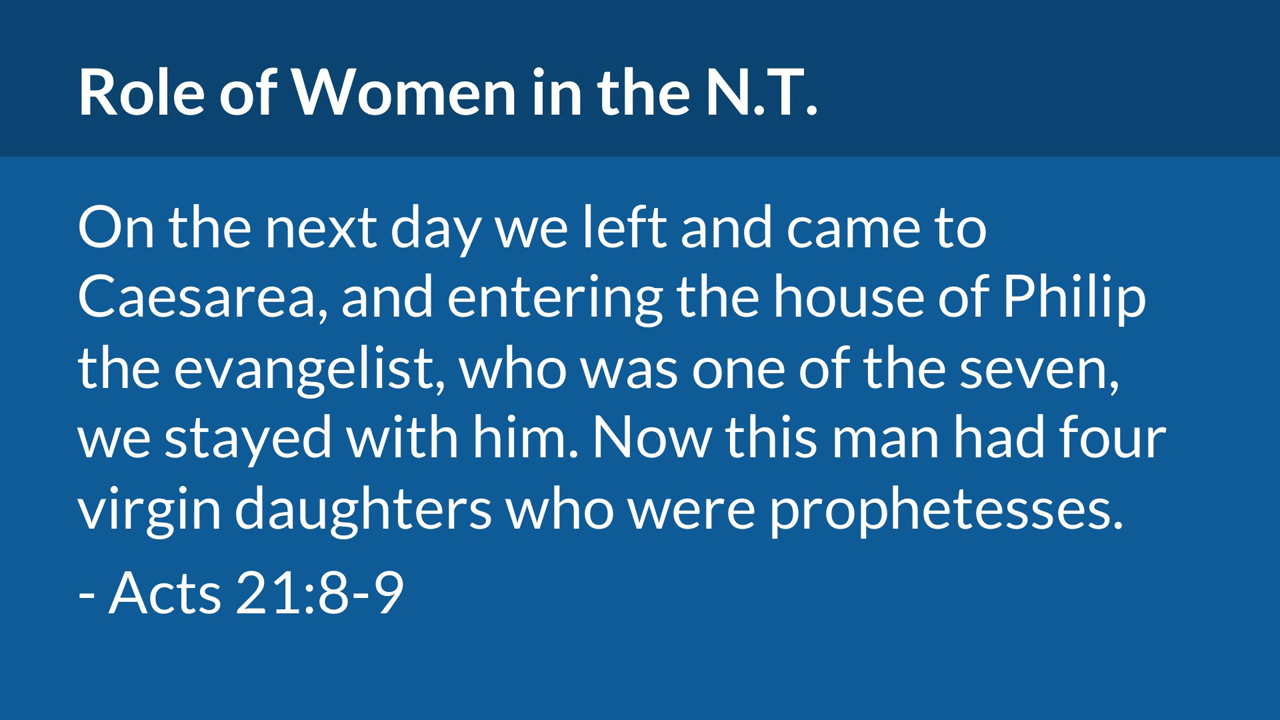 Role of Women in the N.T.
On the next day we left and came to
Caesarea, and entering the house of Philip
the evangelist, who was one of the seven,
we stayed with him. Now this man had four
virgin daughters who were prophetesses.
- Acts 21:8-9